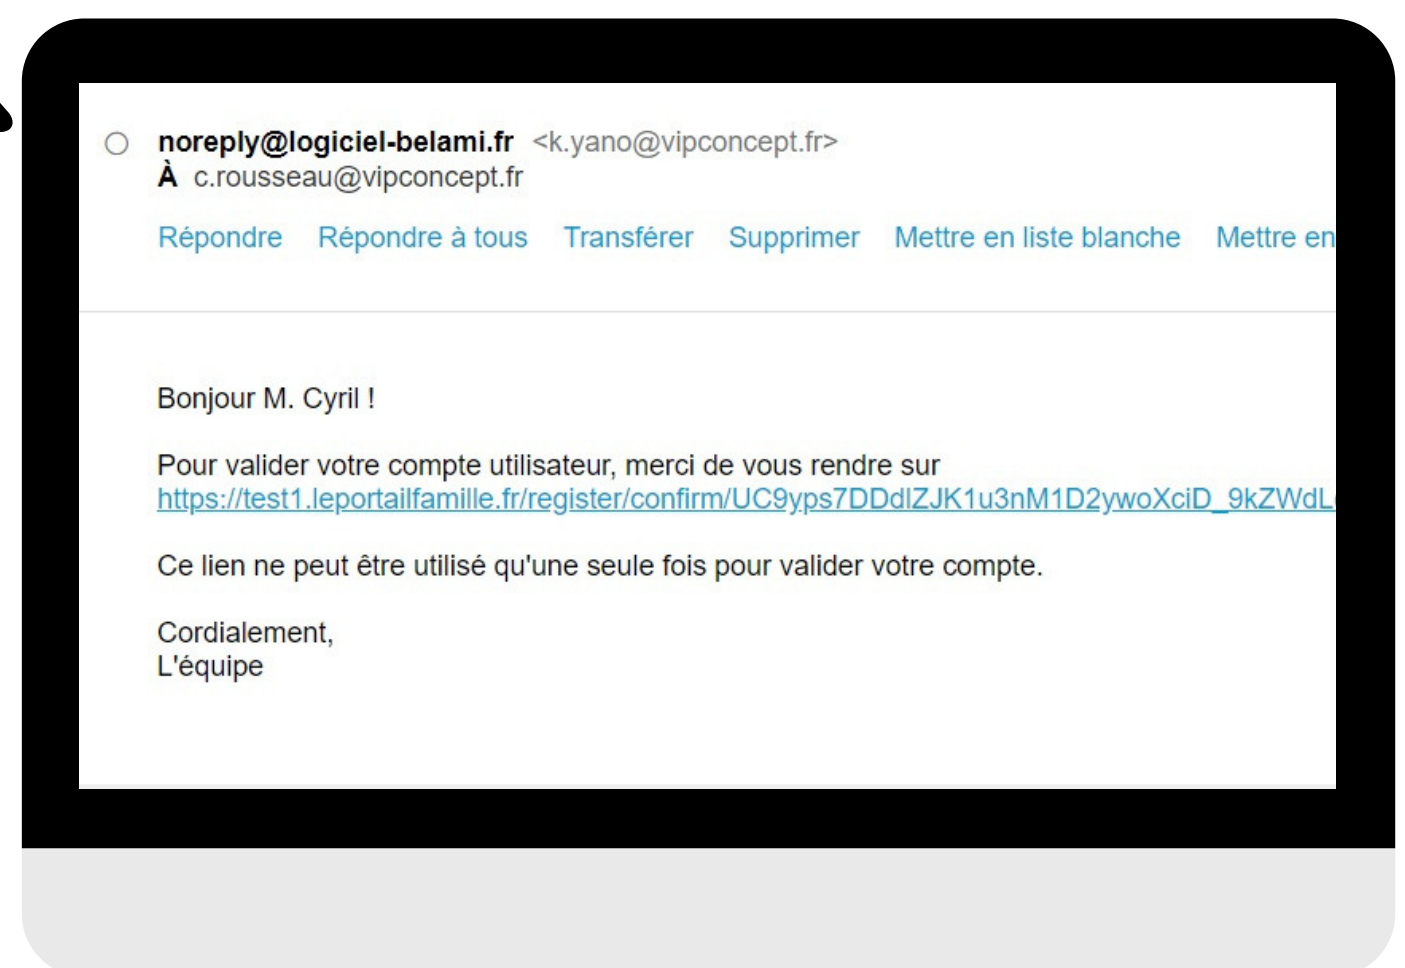 noreply@logiciel-belami.fr <k.yano@vipconcept.fr>
À c.rousseau@vipconcept.fr
Répondre Répondre à tous Transférer Supprimer Mettre en liste blanche Mettre en
Bonjour M. Cyril !
Pour valider votre compte utilisateur, merci de vous rendre sur
https://test1.leportailfamille.fr/register/confirm/UC9yps7DDdlZJK1u3nM1D2ywoXciD_9kZWdL
Ce lien ne peut être utilisé qu'une seule fois pour valider votre compte.
Cordialement,
L'équipe